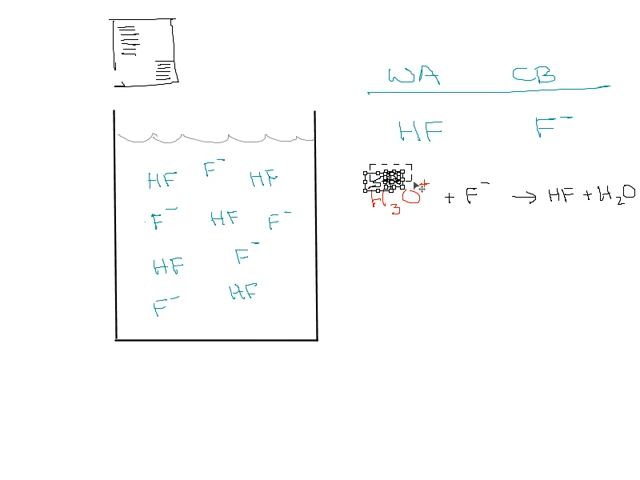 WA CB
HF F⁻
H₃O⁺ + F⁻ → HF + H₂O
HF F⁻ HF
F⁻ HF F⁻
HF F⁻
F⁻ HF